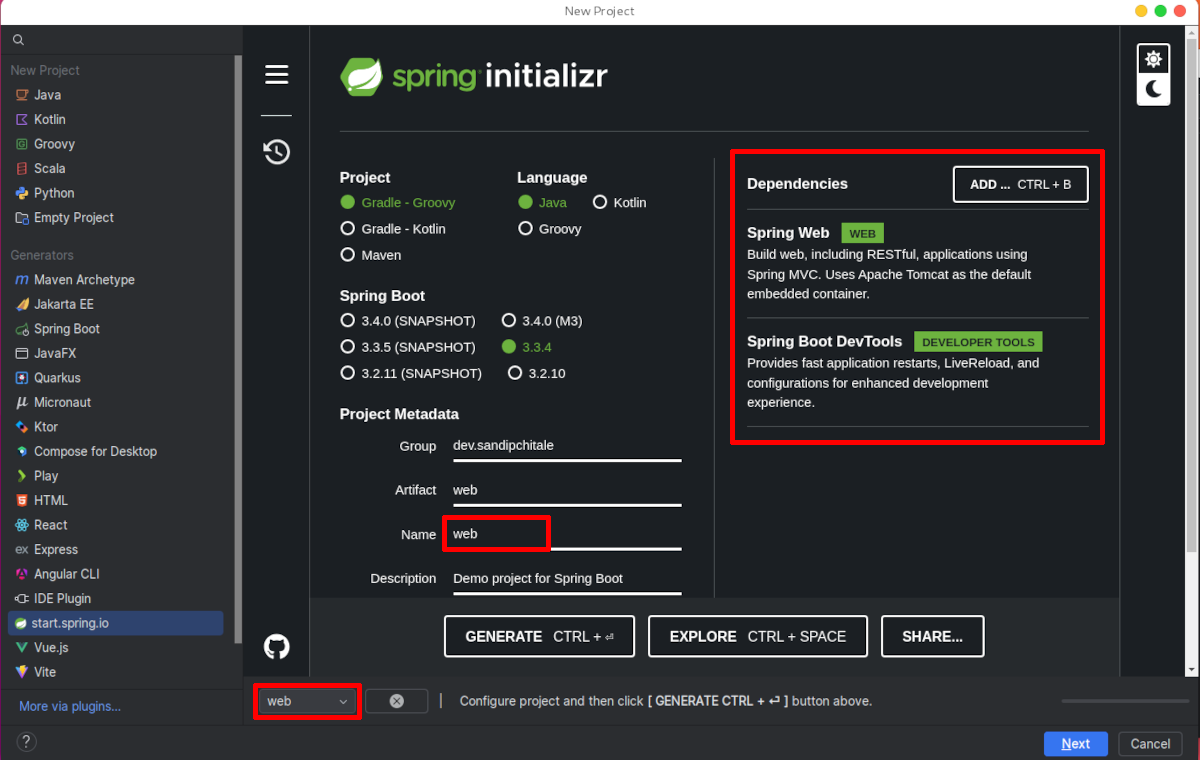 New Project
New Project
Java
Kotlin
Groovy
Scala
Python
Empty Project
Generators
Maven Archetype
Jakarta EE
Spring Boot
JavaFX
Quarkus
Micronaut
Ktor
Compose for Desktop
Play
HTML
React
ex Express
Angular CLI
IDE Plugin
start.spring.io
Vue.js
Vite
More via plugins...
spring initializr
Project
Gradle - Groovy
Gradle - Kotlin
Maven
Language
Java Kotlin
Groovy
Spring Boot
3.4.0 (SNAPSHOT) 3.4.0 (M3)
3.3.5 (SNAPSHOT) 3.3.4
3.2.11 (SNAPSHOT) 3.2.10
Project Metadata
Group dev.sandipchitale
Artifact web
Name web
Description Demo project for Spring Boot
Dependencies ADD ... CTRL + B
Spring Web WEB
Build web, including RESTful, applications using
Spring MVC. Uses Apache Tomcat as the default
embedded container.
Spring Boot DevTools DEVELOPER TOOLS
Provides fast application restarts, LiveReload, and
configurations for enhanced development
experience.
GENERATE CTRL + ⏎ EXPLORE CTRL + SPACE SHARE...
web | Configure project and then click [ GENERATE CTRL + ⏎ ] button above.
? Next Cancel